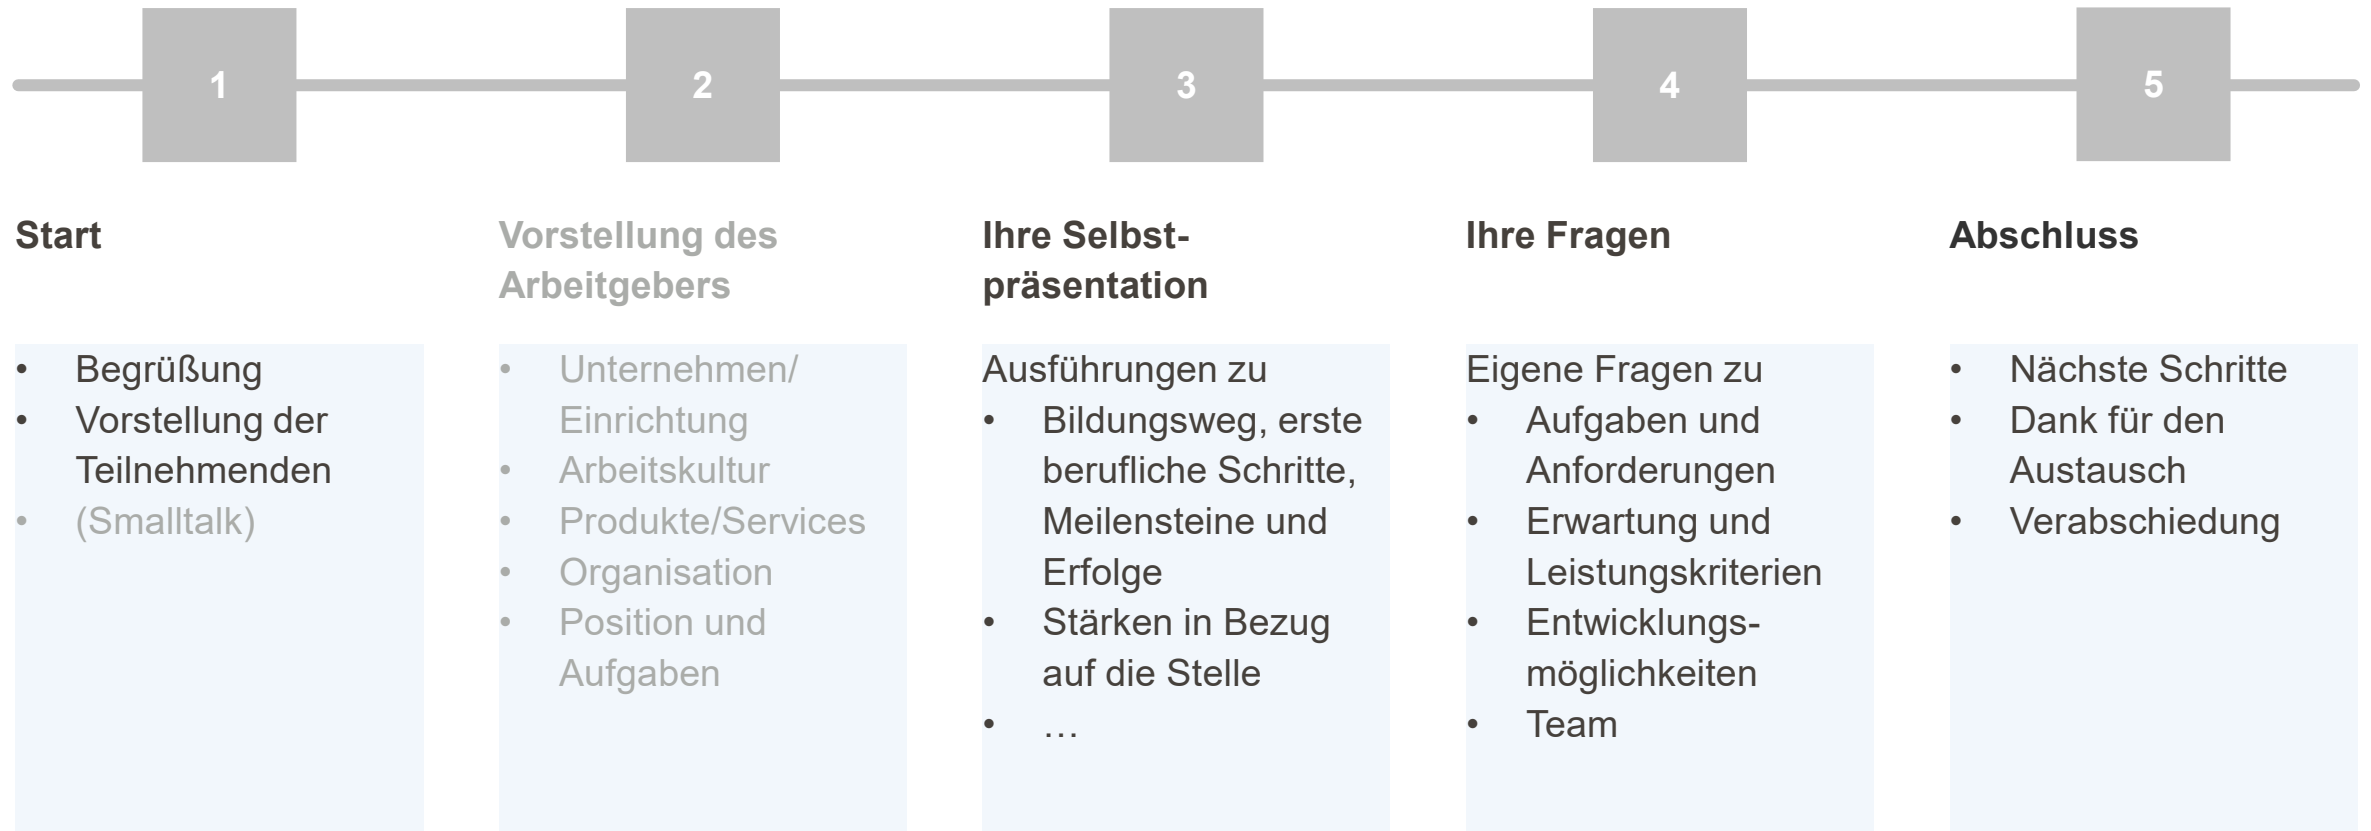 1
2
3
4
5
Start
Vorstellung des
Arbeitgebers
Ihre Selbst-
präsentation
Ihre Fragen
Abschluss
• Begrüßung
• Vorstellung der
Teilnehmenden
• (Smalltalk)
• Unternehmen/
Einrichtung
• Arbeitskultur
• Produkte/Services
• Organisation
• Position und
Aufgaben
Ausführungen zu
• Bildungsweg, erste
berufliche Schritte,
Meilensteine und
Erfolge
• Stärken in Bezug
auf die Stelle
• …
Eigene Fragen zu
• Aufgaben und
Anforderungen
• Erwartung und
Leistungskriterien
• Entwicklungs-
möglichkeiten
• Team
• Nächste Schritte
• Dank für den
Austausch
• Verabschiedung